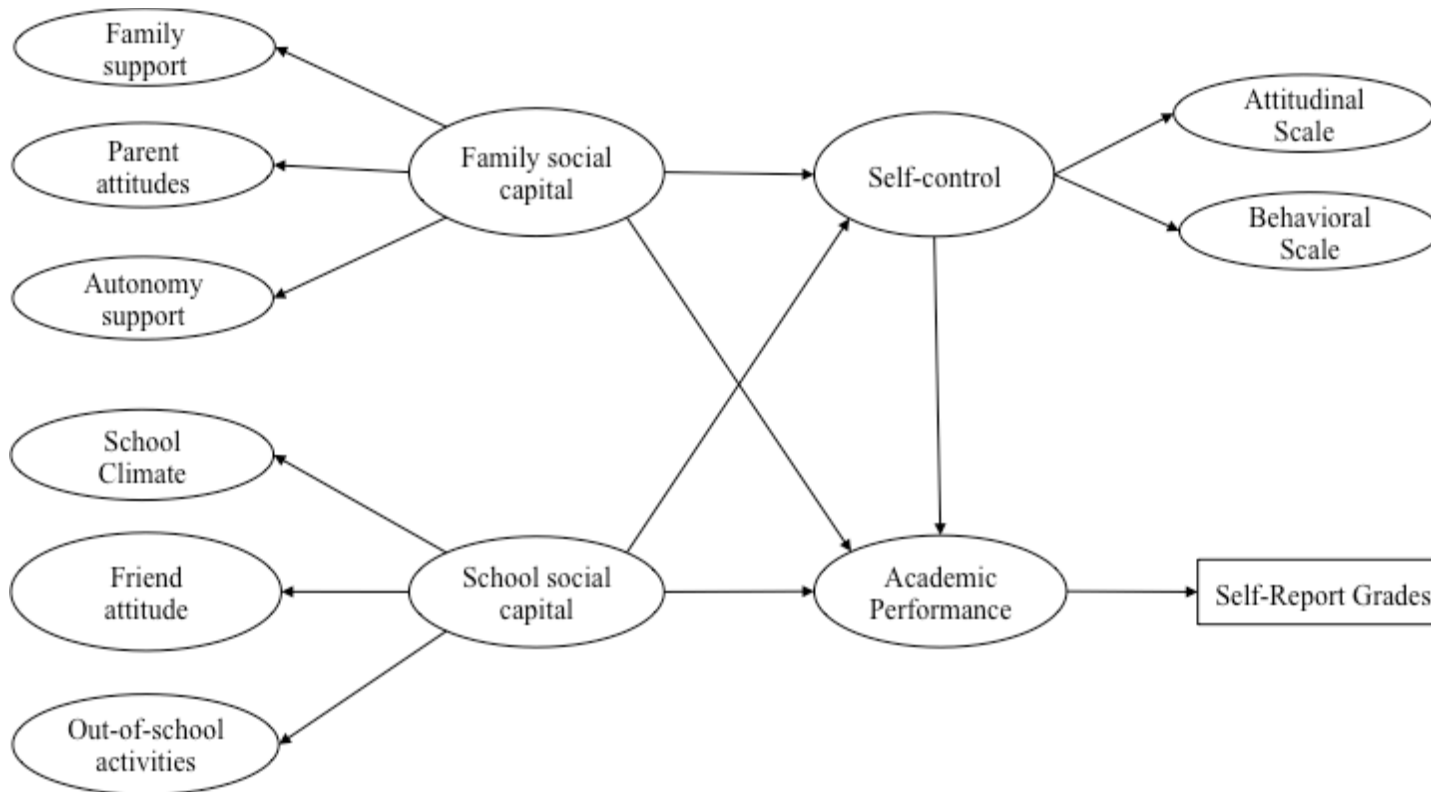 Family
support
Parent
attitudes
Autonomy
support
School
Climate
Friend
attitude
Out-of-school
activities
Family social
capital
School social
capital
Self-control
Academic
Performance
Attitudinal
Scale
Behavioral
Scale
Self-Report Grades